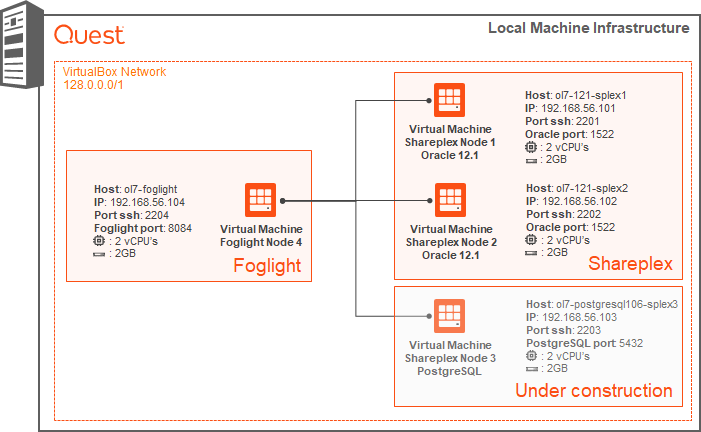 Quest
Local Machine Infrastructure
VirtualBox Network
128.0.0.0/1
Host: ol7-foglight
IP: 192.168.56.104
Port ssh: 2204
Foglight port: 8084
: 2 vCPU's
: 2GB
Virtual Machine
Foglight Node 4
Foglight
Virtual Machine
Shareplex Node 1
Oracle 12.1
Host: ol7-121-splex1
IP: 192.168.56.101
Port ssh: 2201
Oracle port: 1522
: 2 vCPU's
: 2GB
Virtual Machine
Shareplex Node 2
Oracle 12.1
Host: ol7-121-splex2
IP: 192.168.56.102
Port ssh: 2202
Oracle port: 1522
: 2 vCPU's
: 2GB
Shareplex
Virtual Machine
Shareplex Node 3
PostgreSQL
Host: ol7-postgresql106-splex3
IP: 192.168.56.103
Port ssh: 2203
PostgreSQL port: 5432
: 2 vCPU's
: 2GB
Under construction